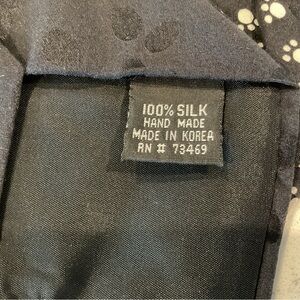 100% SILK
HAND MADE
MADE IN KOREA
RN # 73469